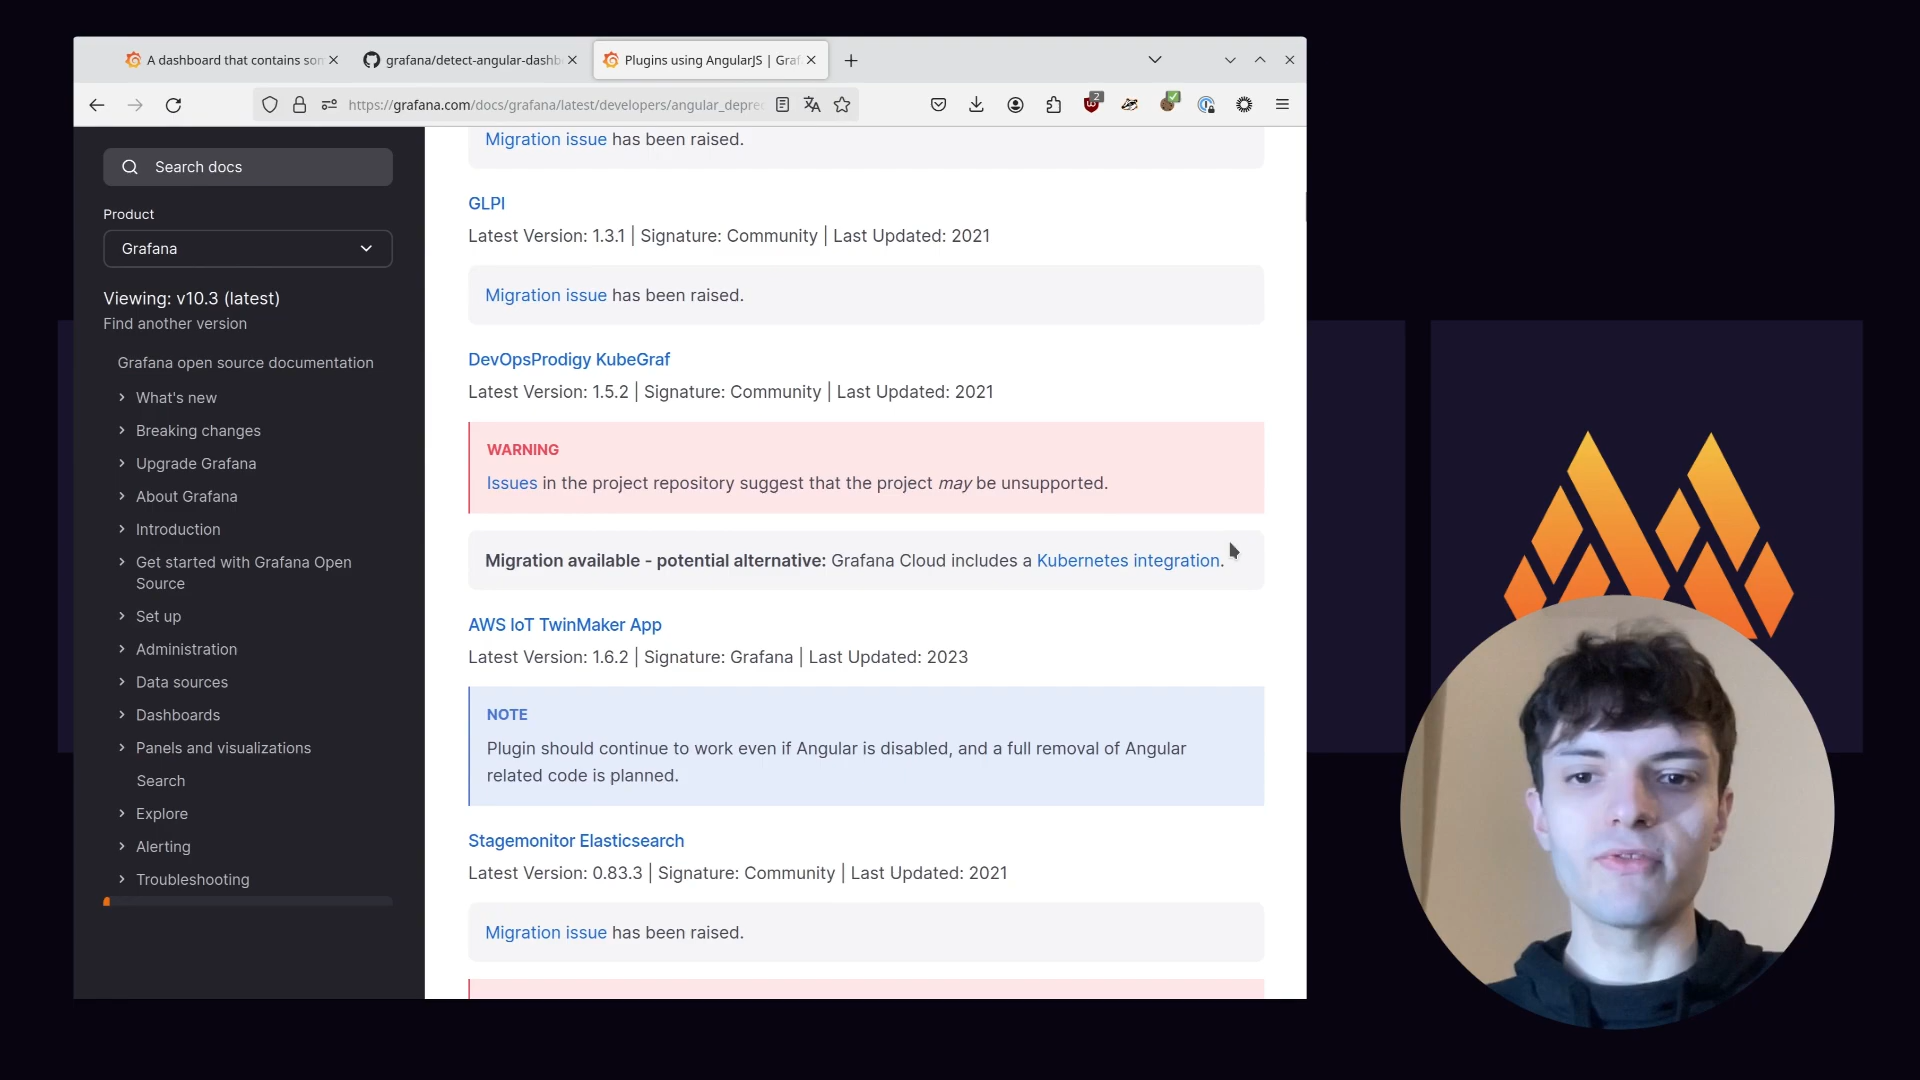 A dashboard that contains son
grafana/detect-angular-dashb
Plugins using AngularJS | Graf
https://grafana.com/docs/grafana/latest/developers/angular_deprec
2
Search docs
Product
Grafana
Viewing: v10.3 (latest)
Find another version
Grafana open source documentation
What's new
Breaking changes
Upgrade Grafana
About Grafana
Introduction
Get started with Grafana Open
Source
Set up
Administration
Data sources
Dashboards
Panels and visualizations
Search
Explore
Alerting
Troubleshooting
Migration issue has been raised.
GLPI
Latest Version: 1.3.1 | Signature: Community | Last Updated: 2021
Migration issue has been raised.
DevOpsProdigy KubeGraf
Latest Version: 1.5.2 | Signature: Community | Last Updated: 2021
WARNING
Issues in the project repository suggest that the project may be unsupported.
Migration available - potential alternative: Grafana Cloud includes a Kubernetes integration.
AWS IoT TwinMaker App
Latest Version: 1.6.2 | Signature: Grafana | Last Updated: 2023
NOTE
Plugin should continue to work even if Angular is disabled, and a full removal of Angular
related code is planned.
Stagemonitor Elasticsearch
Latest Version: 0.83.3 | Signature: Community | Last Updated: 2021
Migration issue has been raised.